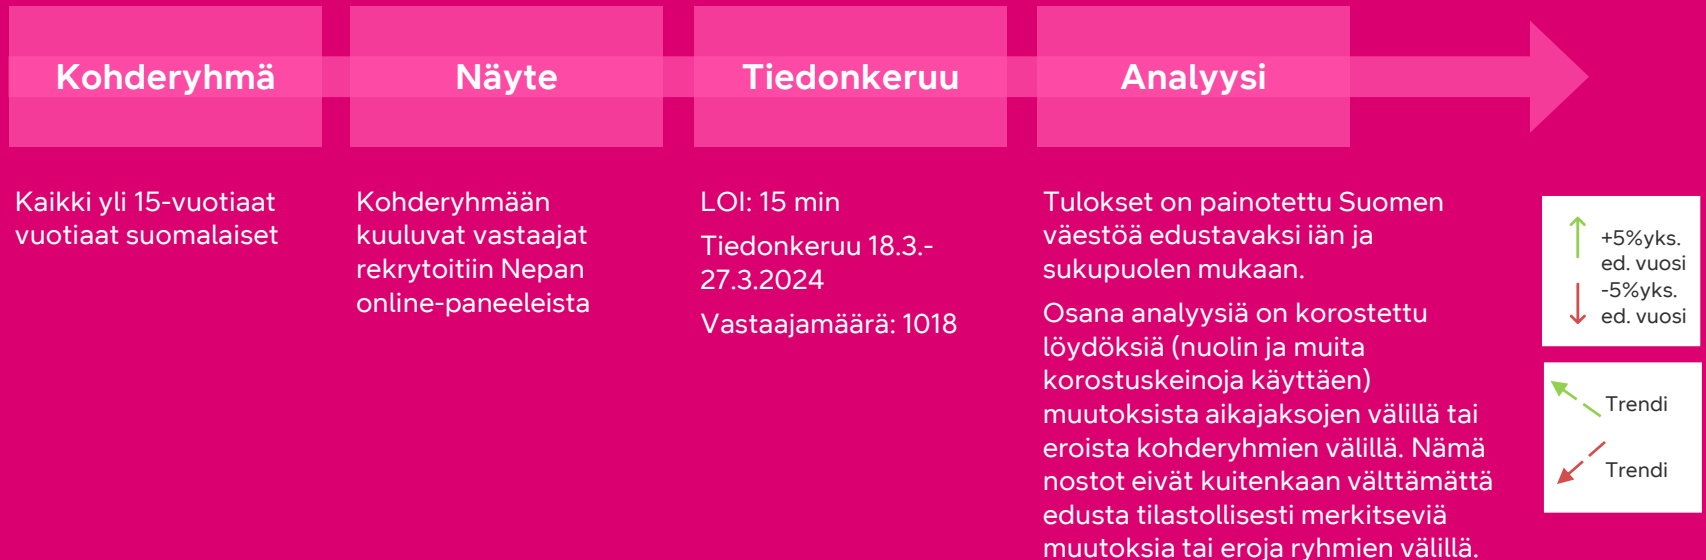 Kohderyhmä
Näyte
Tiedonkeruu
Analyysi
Kaikki yli 15-vuotiaat
vuotiaat suomalaiset
Kohderyhmään
kuuluvat vastaajat
rekrytoitiin Nepan
online-paneeleista
LOI: 15 min
Tiedonkeruu 18.3.-
27.3.2024
Vastaajamäärä: 1018
Tulokset on painotettu Suomen
väestöä edustavaksi iän ja
sukupuolen mukaan.
Osana analyysiä on korostettu
löydöksiä (nuolin ja muita
korostuskeinoja käyttäen)
muutoksista aikajaksojen välillä tai
eroista kohderyhmien välillä. Nämä
nostot eivät kuitenkaan välttämättä
edusta tilastollisesti merkitseviä
muutoksia tai eroja ryhmien välillä.
+5%yks.
ed. vuosi
-5%yks.
ed. vuosi
Trendi
Trendi